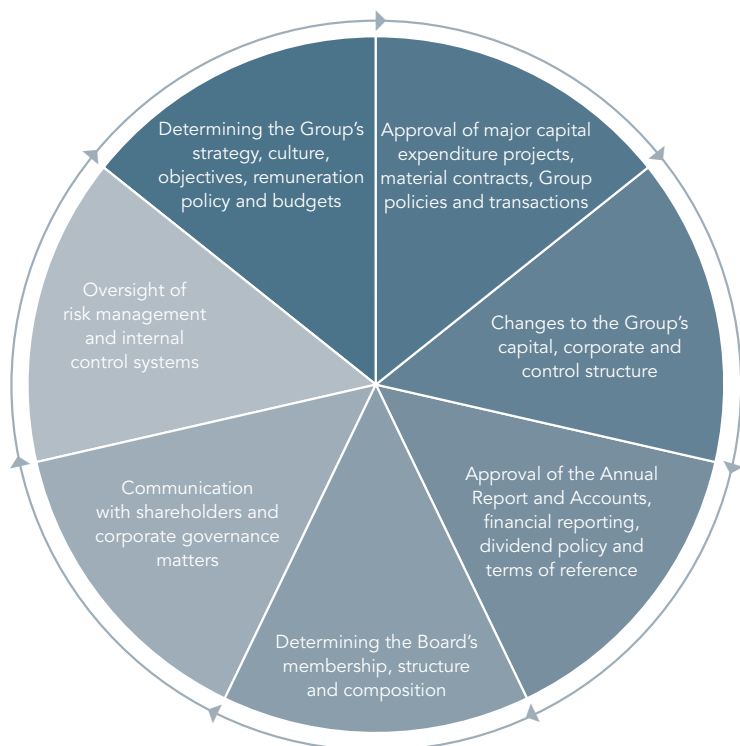 Determining the Group’s
strategy, culture,
objectives, remuneration
policy and budgets
Approval of major capital
expenditure projects,
material contracts, Group
policies and transactions
Changes to the Group’s
capital, corporate and
control structure
Approval of the Annual
Report and Accounts,
financial reporting,
dividend policy and
terms of reference
Determining the Board’s
membership, structure
and composition
Communication
with shareholders and
corporate governance
matters
Oversight of
risk management
and internal
control systems